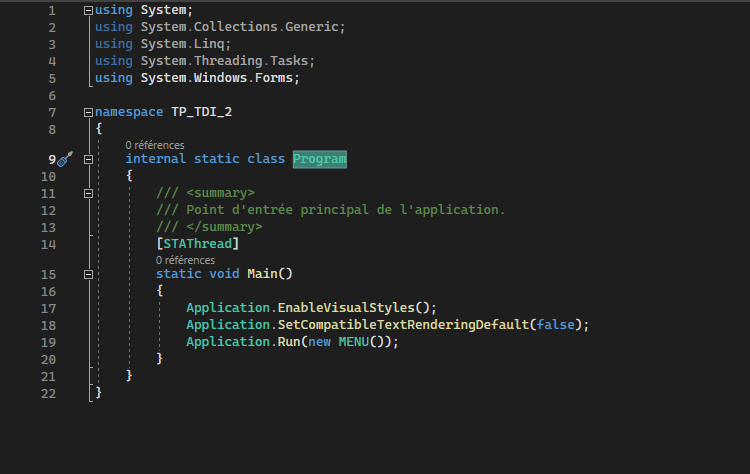 1 using System;
2 using System.Collections.Generic;
3 using System.Linq;
4 using System.Threading.Tasks;
5 using System.Windows.Forms;
6
7 namespace TP_TDI_2
8 {
0 références
9 internal static class Program
10 {
11 /// <summary>
12 /// Point d'entrée principal de l'application.
13 /// </summary>
14 [STAThread]
0 références
15 static void Main()
16 {
17 Application.EnableVisualStyles();
18 Application.SetCompatibleTextRenderingDefault(false);
19 Application.Run(new MENU());
20 }
21 }
22 }